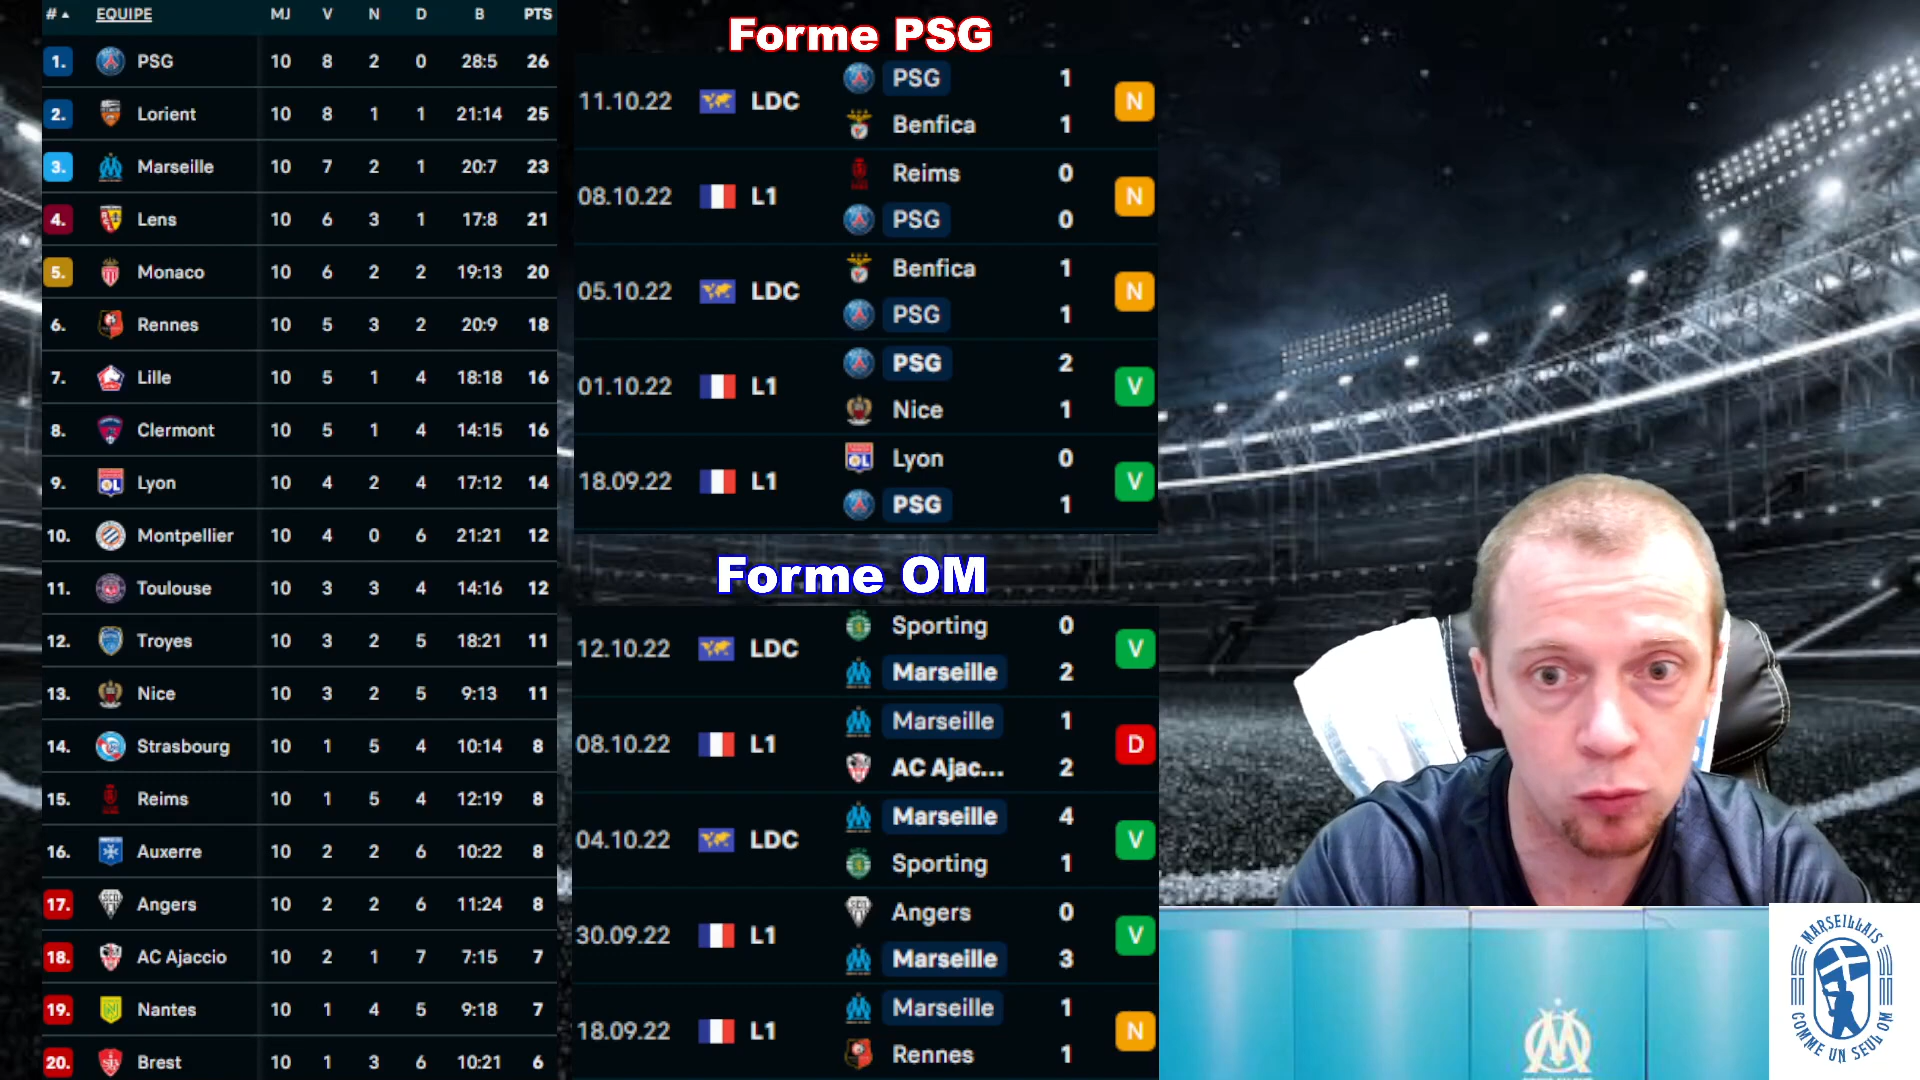 # EQUIPE MJ V N D B PTS
1. PSG 10 8 2 0 28:5 26
2. Lorient 10 8 1 1 21:14 25
3. Marseille 10 7 2 1 20:7 23
4. Lens 10 6 3 1 17:8 21
5. Monaco 10 6 2 2 19:13 20
6. Rennes 10 5 3 2 20:9 18
7. Lille 10 5 1 4 18:18 16
8. Clermont 10 5 1 4 14:15 16
9. Lyon 10 4 2 4 17:12 14
10. Montpellier 10 4 0 6 21:21 12
11. Toulouse 10 3 3 4 14:16 12
12. Troyes 10 3 2 5 18:21 11
13. Nice 10 3 2 5 9:13 11
14. Strasbourg 10 1 5 4 10:14 8
15. Reims 10 1 5 4 12:19 8
16. Auxerre 10 2 2 6 10:22 8
17. Angers 10 2 2 6 11:24 8
18. AC Ajaccio 10 2 1 7 7:15 7
19. Nantes 10 1 4 5 9:18 7
20. Brest 10 1 3 6 10:21 6
Forme PSG
11.10.22 LDC PSG 1 N
Benfica 1
08.10.22 L1 Reims 0 N
PSG 0
05.10.22 LDC Benfica 1 N
PSG 1
01.10.22 L1 PSG 2 V
Nice 1
18.09.22 L1 Lyon 0 V
PSG 1
Forme OM
12.10.22 LDC Sporting 0 V
Marseille 2
08.10.22 L1 Marseille 1 D
AC Ajac... 2
04.10.22 LDC Marseille 4 V
Sporting 1
30.09.22 L1 Angers 0 V
Marseille 3
18.09.22 L1 Marseille 1 N
Rennes 1
MARSEILLAIS
COMME UN SEUL OM